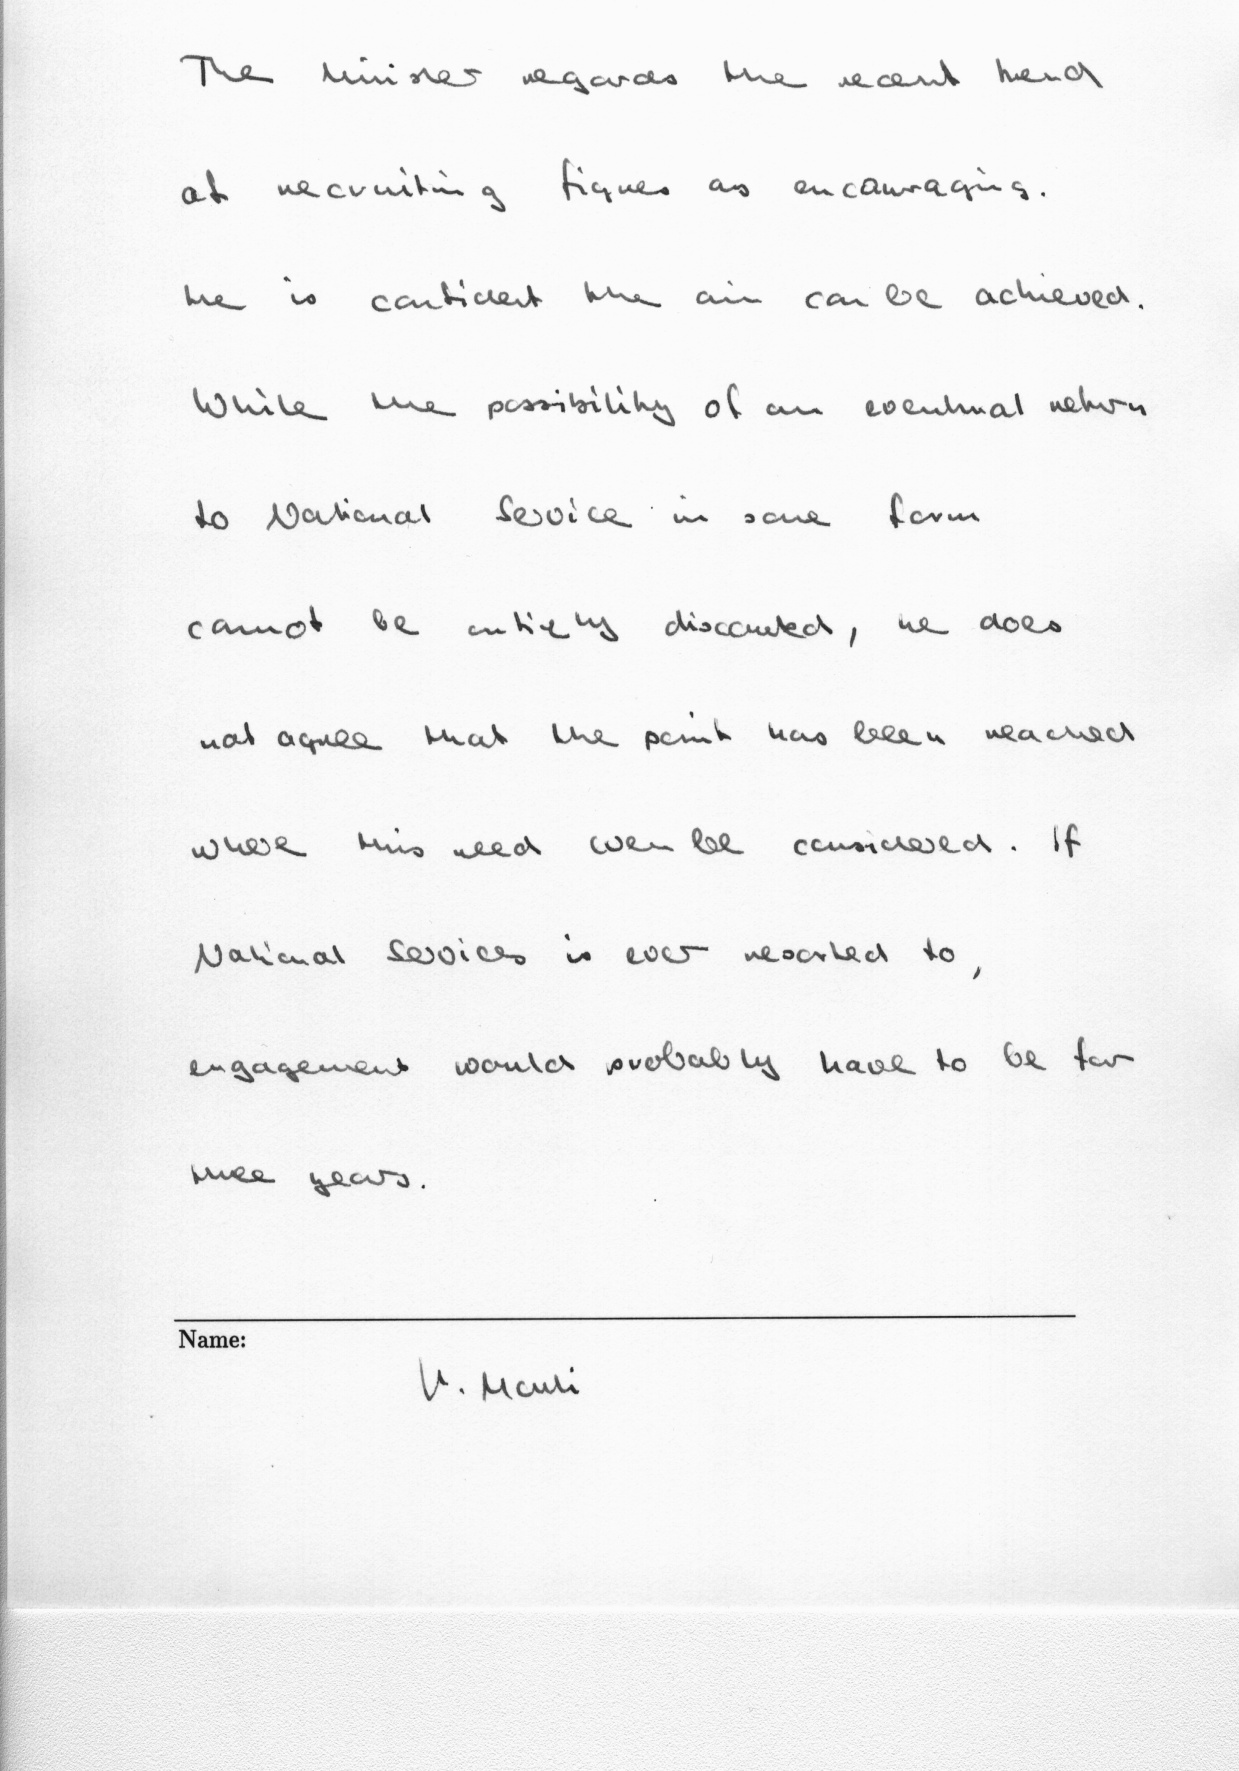 The Minister regards the recent trend
of recruiting figures as encouraging.
He is confident the aim can be achieved.
While the possibility of an eventual return
to National Service in some form
cannot be entirely discounted, he does
not agree that the point has been reached
where this need even be considered. If
National Services is ever resorted to,
engagement would probably have to be for
three years.
Name: